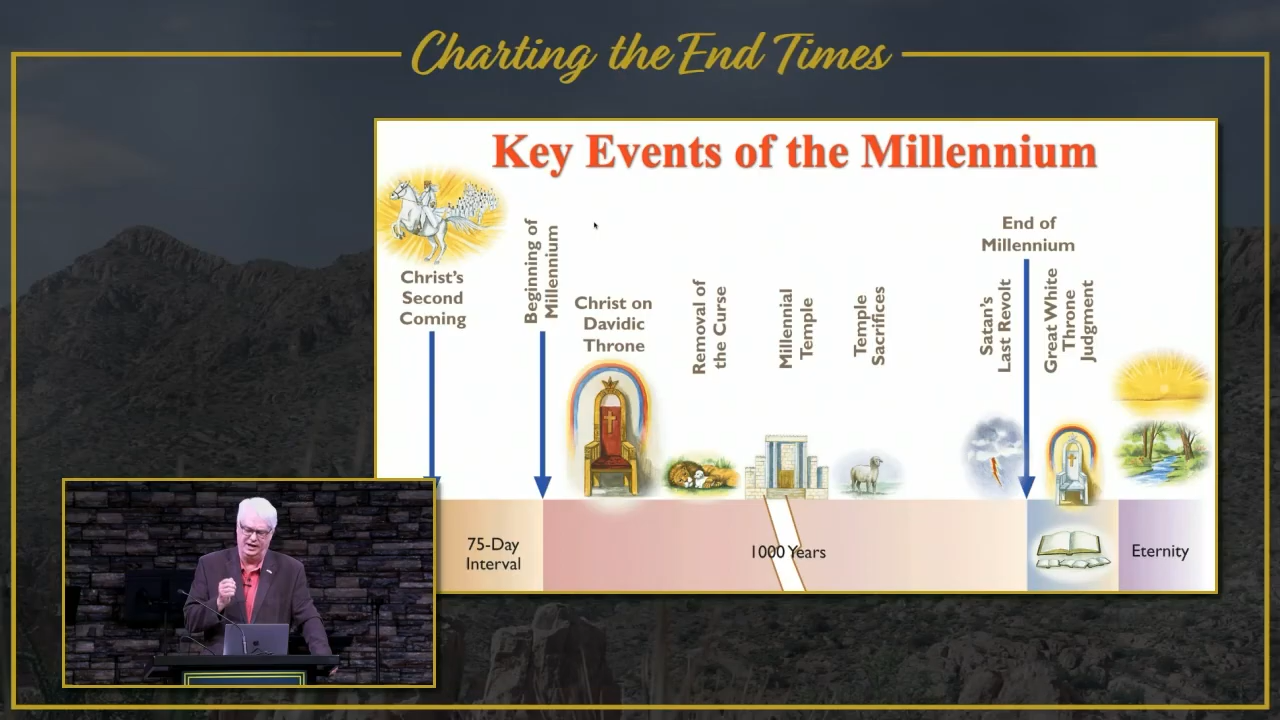 Charting the End Times
Key Events of the Millennium
Christ's
Second
Coming
Beginning of
Millennium
Christ on
Davidic
Throne
Removal of
the Curse
Millennial
Temple
Temple
Sacrifices
Satan's
Last Revolt
End of
Millennium
Great White
Throne
Judgment
75-Day
Interval
1000 Years
Eternity